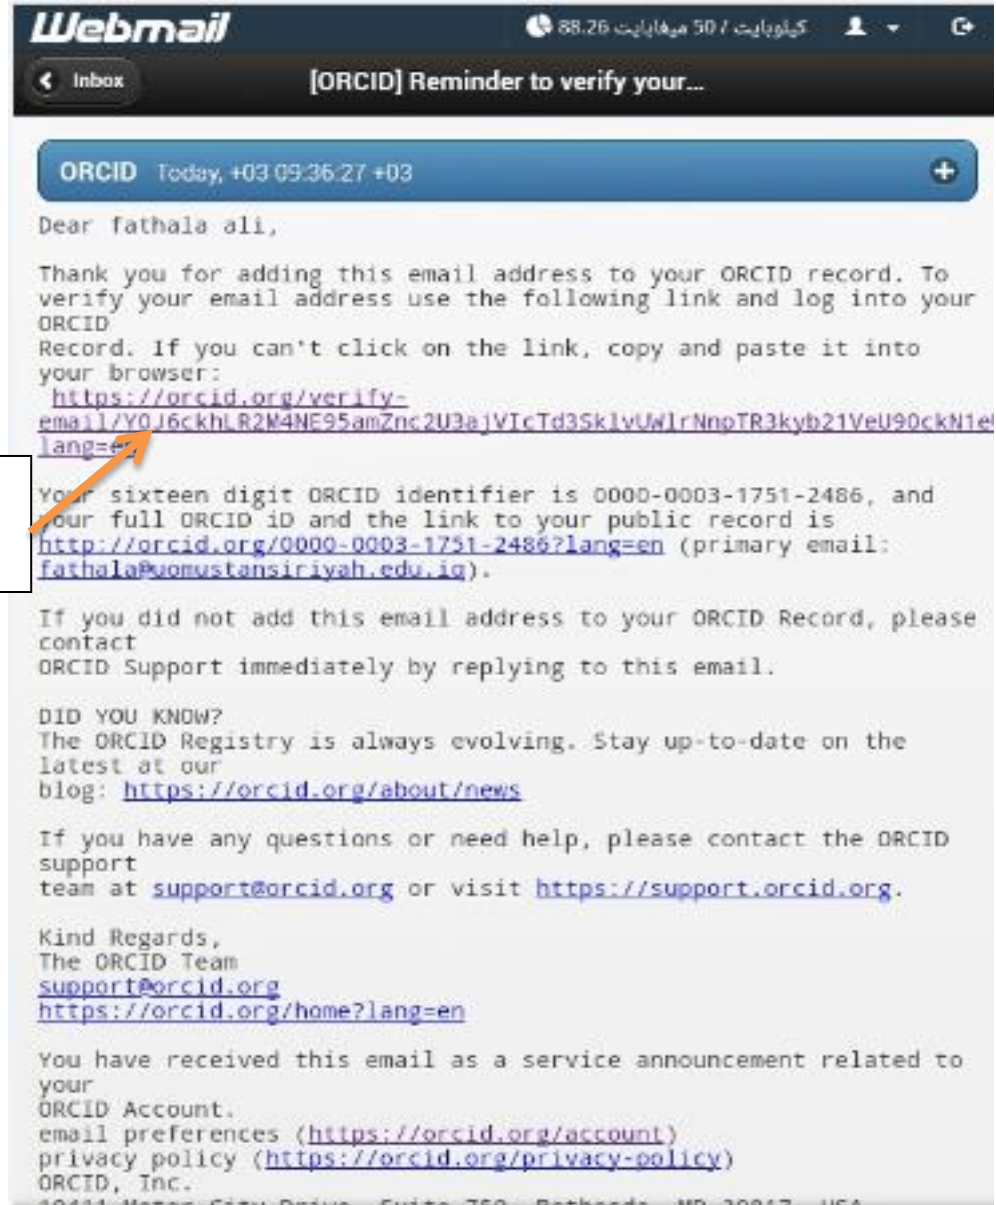 Webmail
88.26 كيلوبايت / 50 ميغابايت
Inbox
[ORCID] Reminder to verify your...
ORCID Today, +03 09:36:27 +03
Dear fathala ali,
Thank you for adding this email address to your ORCID record. To
verify your email address use the following link and log into your
ORCID
Record. If you can't click on the link, copy and paste it into
your browser:
https://orcid.org/verify-
lang=en
Your sixteen digit ORCID identifier is 0000-0003-1751-2486, and
your full ORCID iD and the link to your public record is
http://orcid.org/0000-0003-1751-2486?lang=en (primary email:
fathala@uomustansiriyah.edu.iq).
If you did not add this email address to your ORCID Record, please
contact
ORCID Support immediately by replying to this email.
DID YOU KNOW?
The ORCID Registry is always evolving. Stay up-to-date on the
latest at our
blog: https://orcid.org/about/news
If you have any questions or need help, please contact the ORCID
support
team at support@orcid.org or visit https://support.orcid.org.
Kind Regards,
The ORCID Team
support@orcid.org
https://orcid.org/home?lang=en
You have received this email as a service announcement related to
your
ORCID Account.
email preferences (https://orcid.org/account)
privacy policy (https://orcid.org/privacy-policy)
ORCID, Inc.